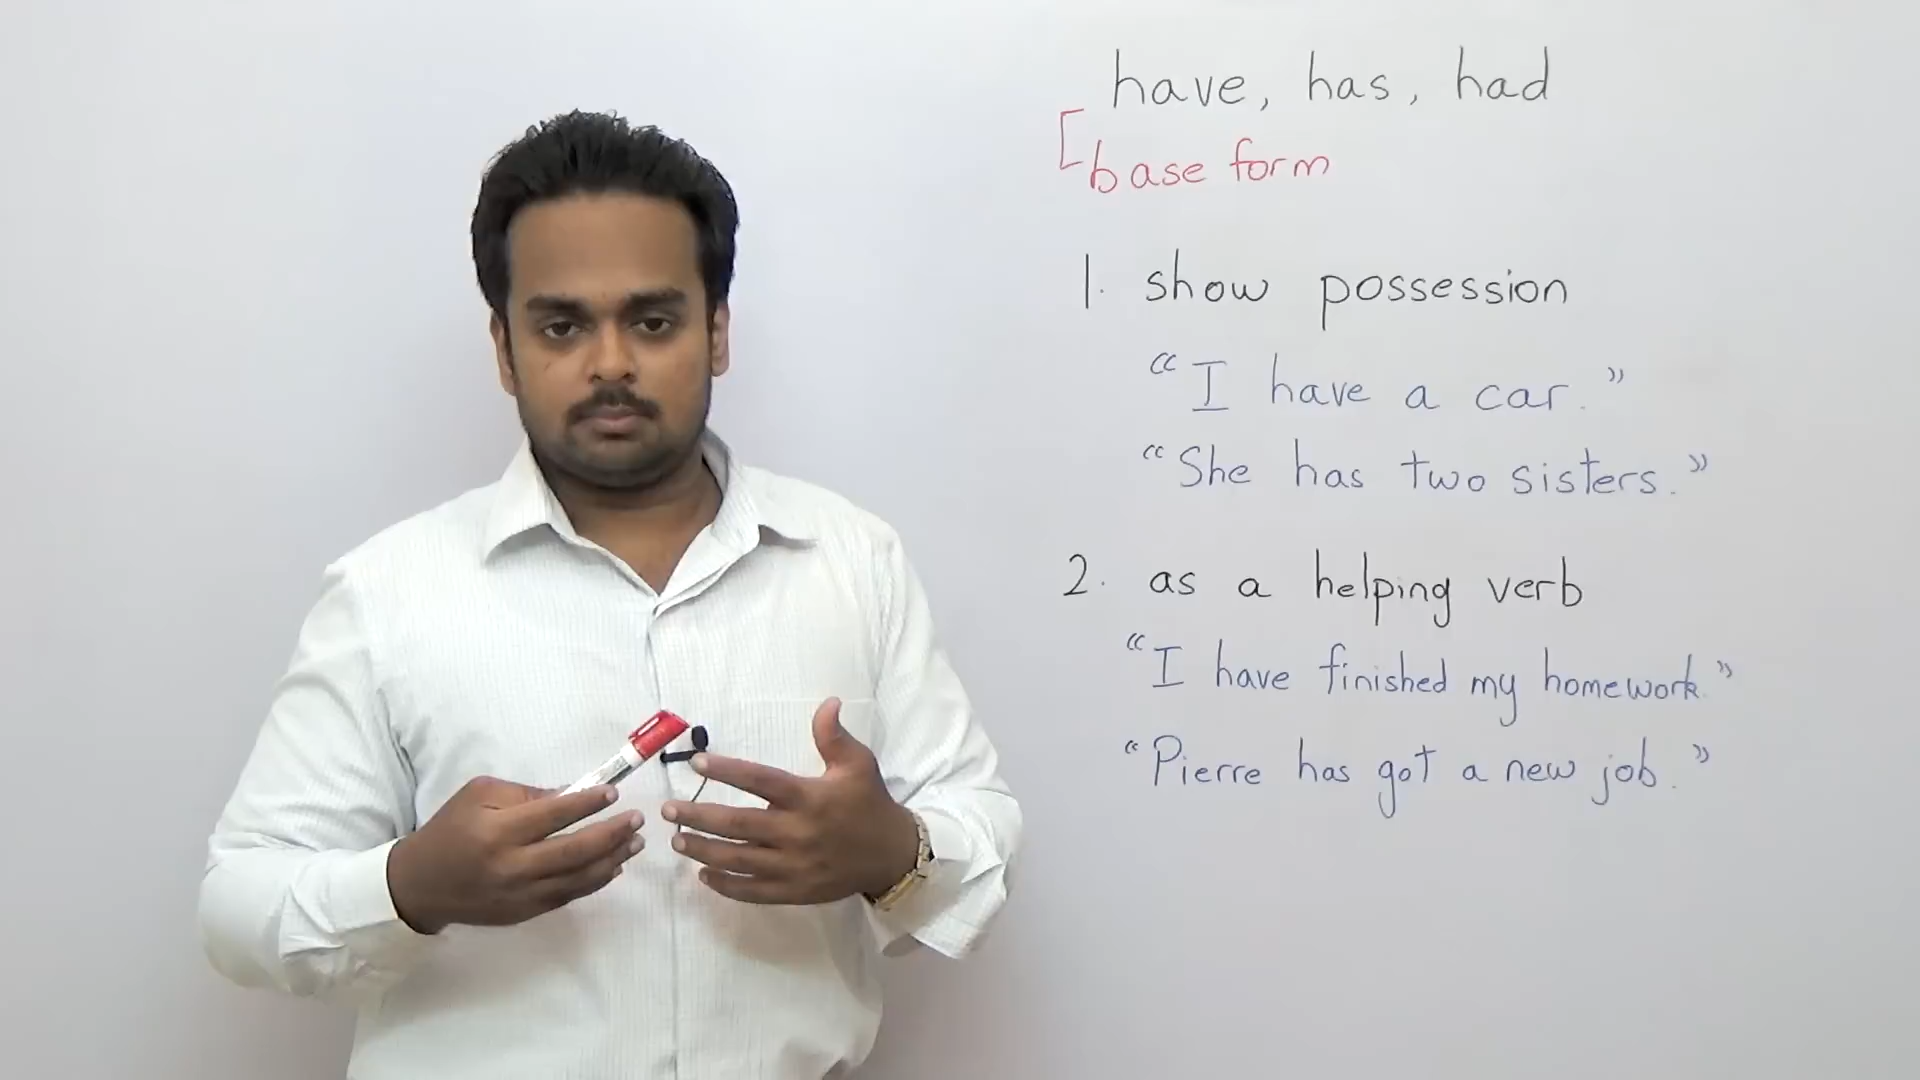 have, has, had
base form
1. show possession
“I have a car.”
“She has two sisters.”
2. as a helping verb
“I have finished my homework.”
“Pierre has got a new job.”